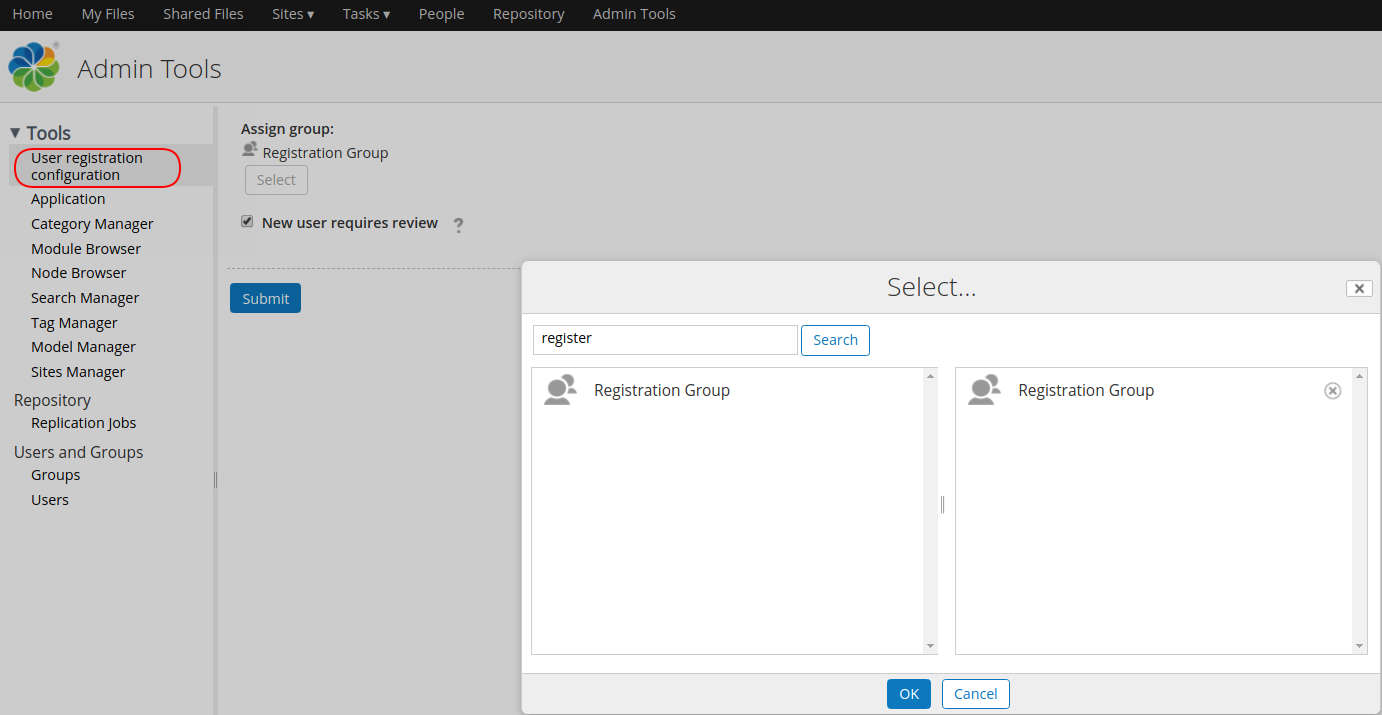 Home My Files Shared Files Sites ▾ Tasks ▾ People Repository Admin Tools
Admin Tools
Tools
User registration
configuration
Application
Category Manager
Module Browser
Node Browser
Search Manager
Tag Manager
Model Manager
Sites Manager
Repository
Replication Jobs
Users and Groups
Groups
Users
Assign group:
Registration Group
Select
New user requires review ?
Submit
Select...
register Search
Registration Group
Registration Group
OK Cancel